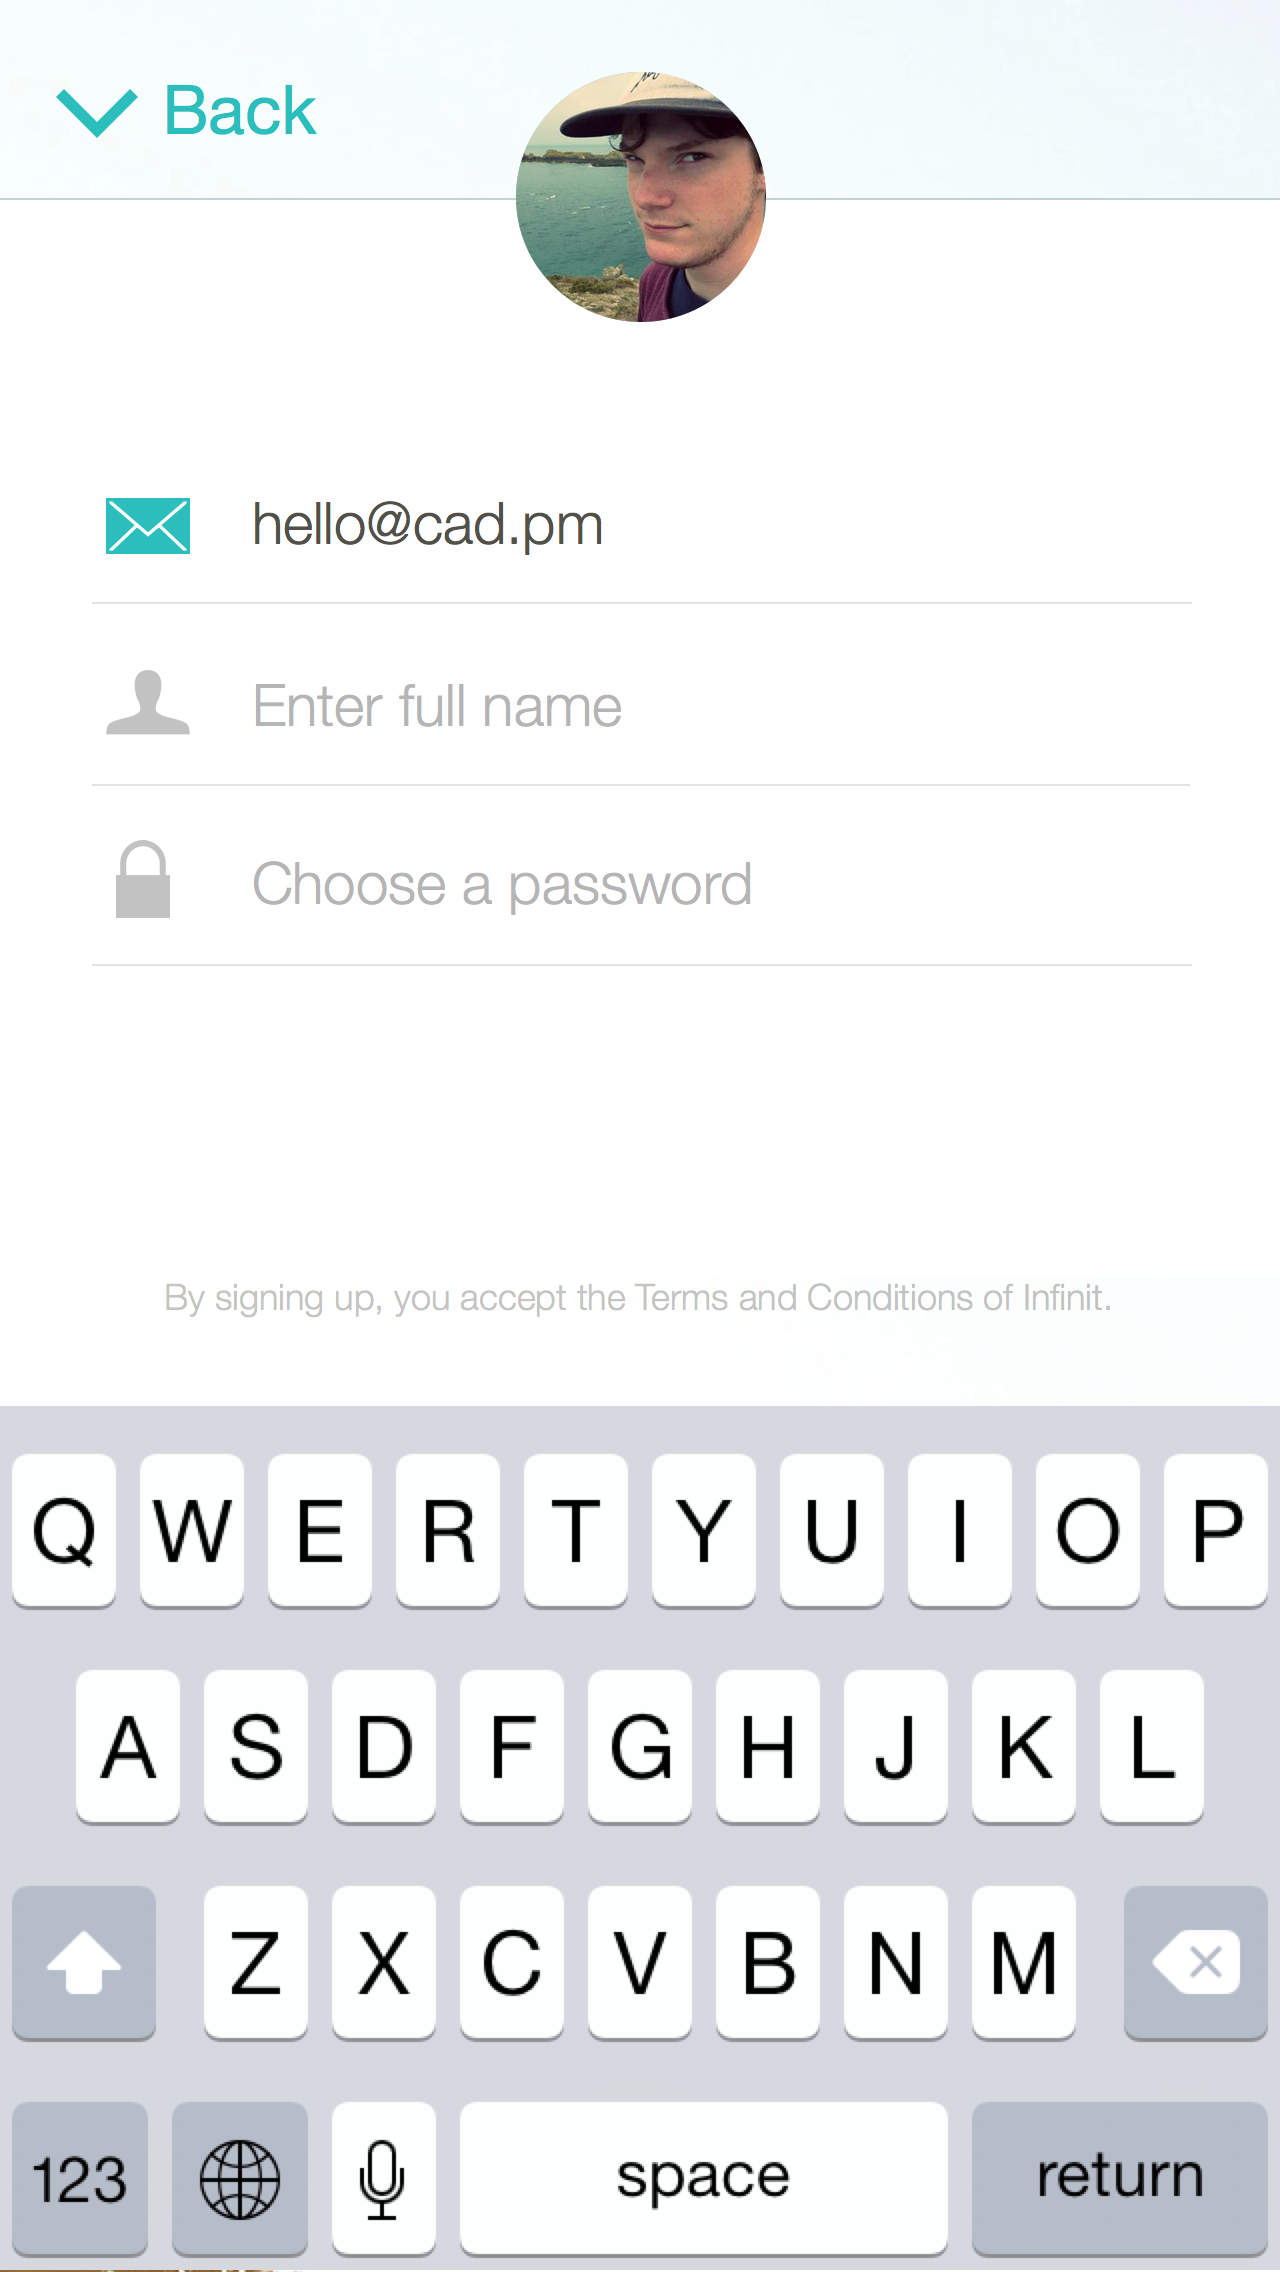 Back
hello@cad.pm
Enter full name
Choose a password
By signing up, you accept the Terms and Conditions of Infinit.
Q W E R T Y U I O P
A S D F G H J K L
Z X C V B N M
123 space return